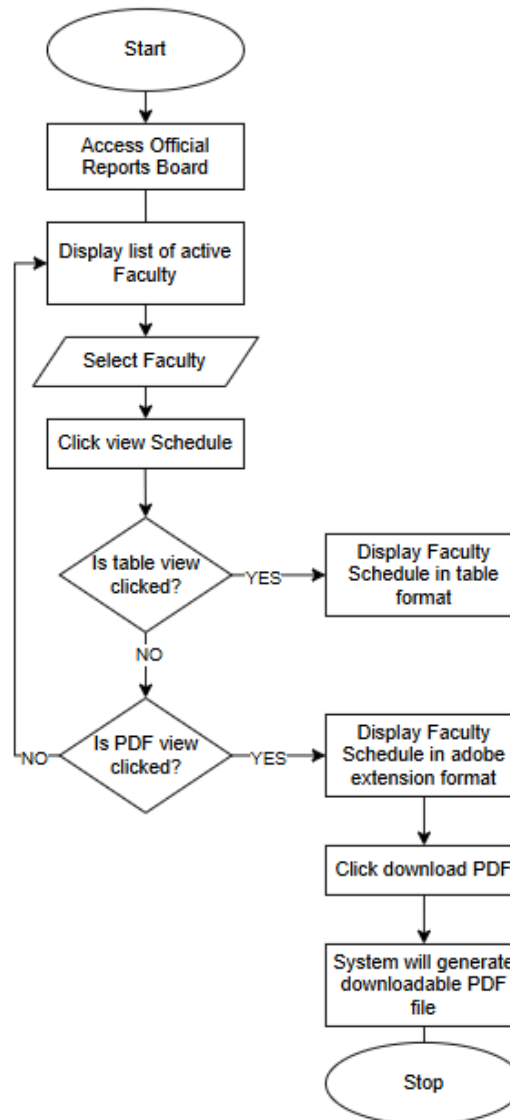 Start
Access Official
Reports Board
Display list of active
Faculty
Select Faculty
Click view Schedule
Is table view
clicked?
YES
Display Faculty
Schedule in table
format
NO
Is PDF view
clicked?
NO
YES
Display Faculty
Schedule in adobe
extension format
Click download PDF
System will generate
downloadable PDF
file
Stop